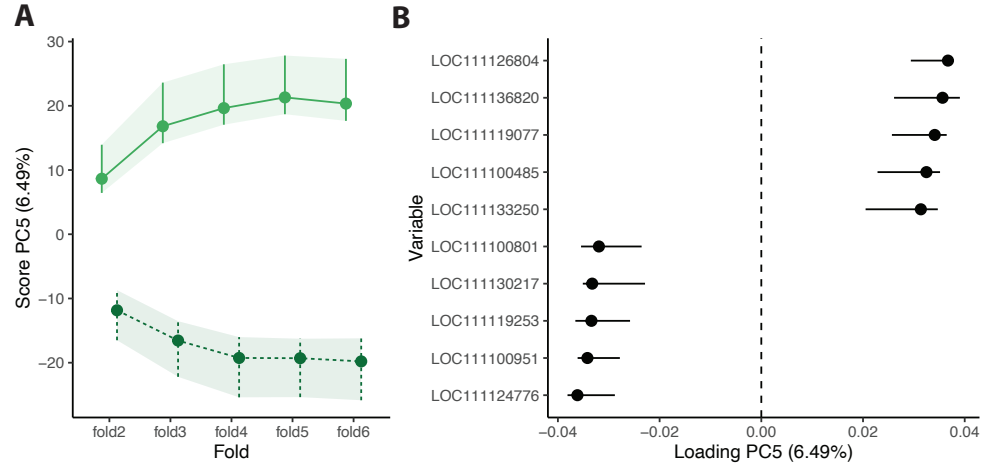 A
30
20
10
0
−10
−20
Score PC5 (6.49%)
fold2 fold3 fold4 fold5 fold6
Fold
B
Variable
LOC111126804
LOC111136820
LOC111119077
LOC111100485
LOC111133250
LOC111100801
LOC111130217
LOC111119253
LOC111100951
LOC111124776
−0.04 −0.02 0.00 0.02 0.04
Loading PC5 (6.49%)